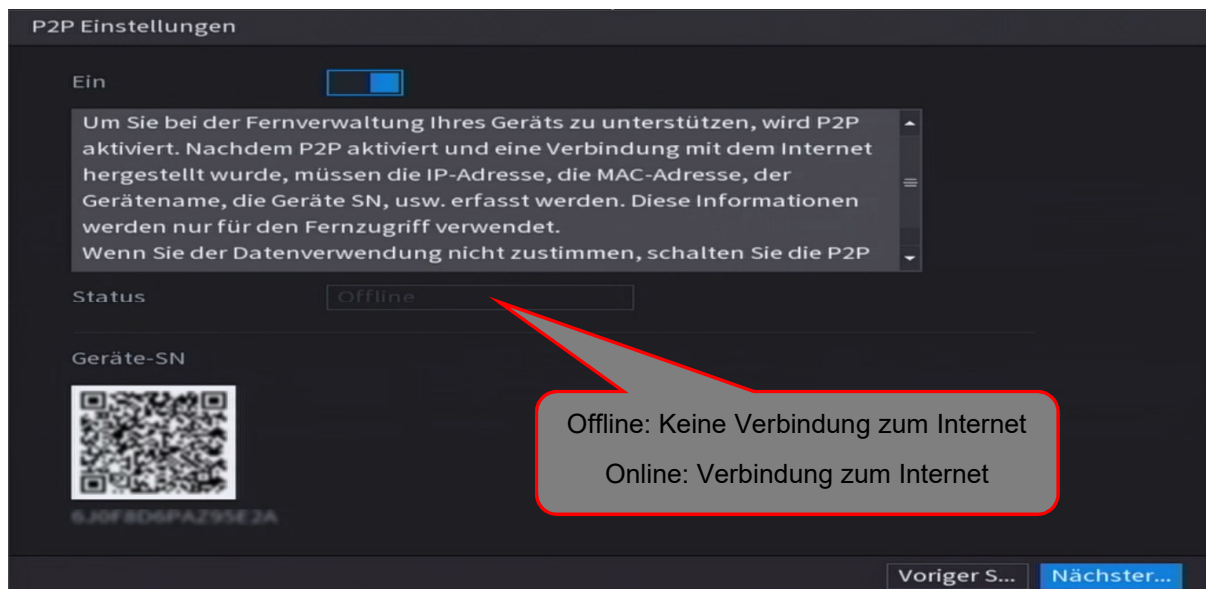 P2P Einstellungen
Ein
Um Sie bei der Fernverwaltung Ihres Geräts zu unterstützen, wird P2P
aktiviert. Nachdem P2P aktiviert und eine Verbindung mit dem Internet
hergestellt wurde, müssen die IP-Adresse, die MAC-Adresse, der
Gerätename, die Geräte SN, usw. erfasst werden. Diese Informationen
werden nur für den Fernzugriff verwendet.
Wenn Sie der Datenverwendung nicht zustimmen, schalten Sie die P2P
Status
Offline
Geräte-SN
Offline: Keine Verbindung zum Internet
Online: Verbindung zum Internet
Voriger S...
Nächster...